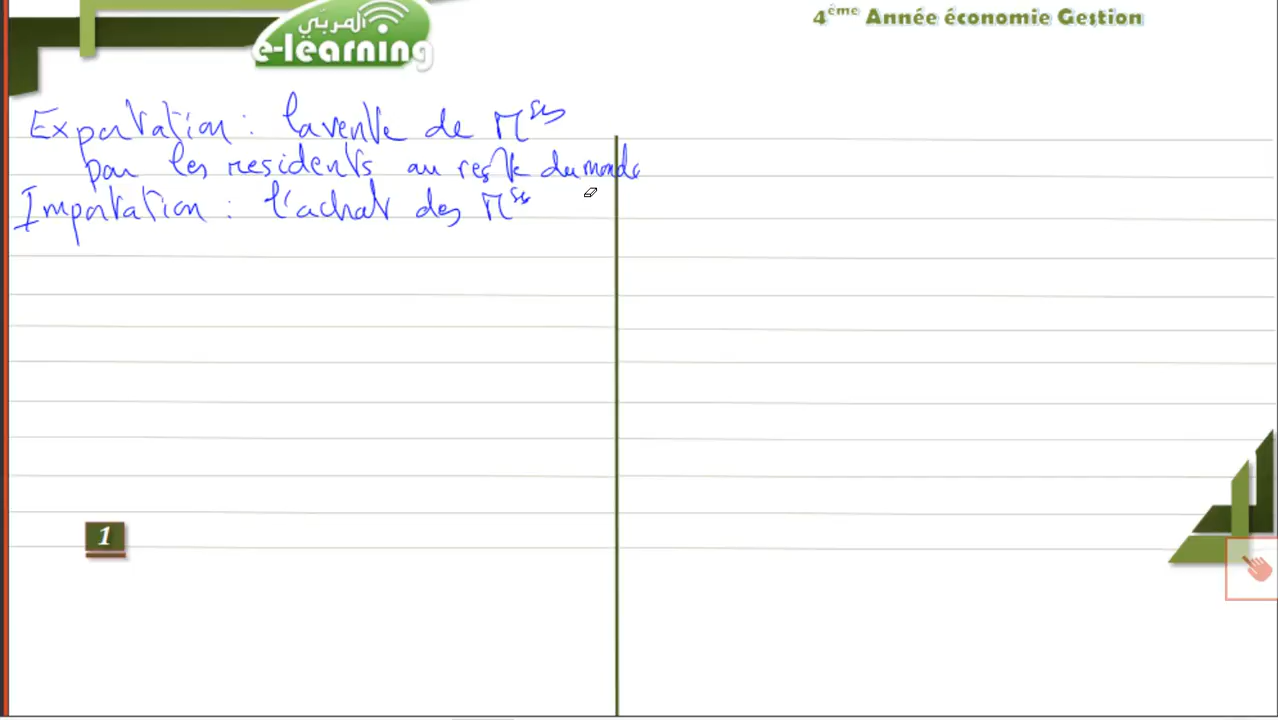 المربي
e-learning
4ème Année économie Gestion
Exportation : la vente de Mses
par les residents au reste du monde
Importation : l'achat des Mses
1